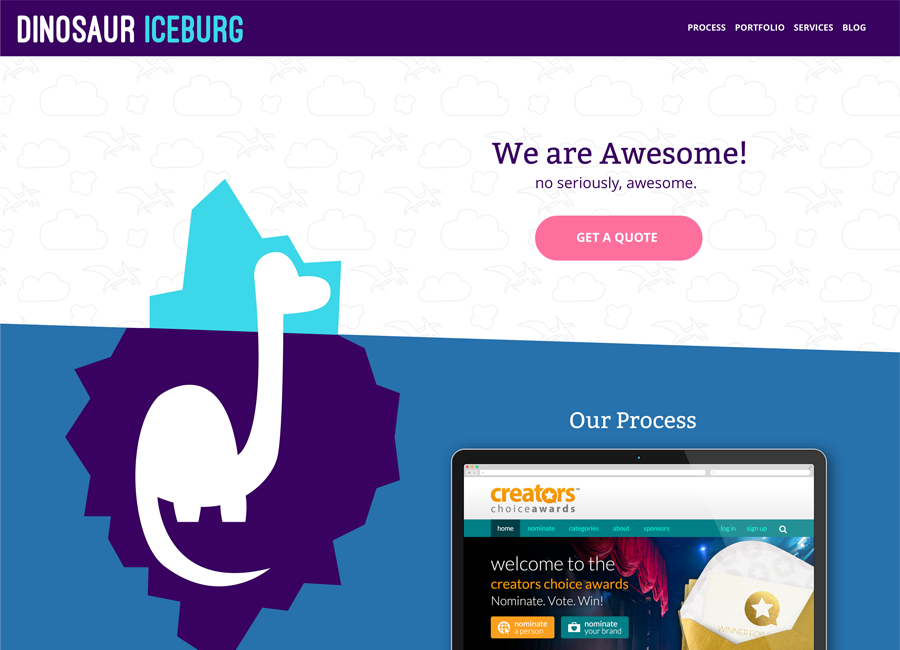 DINOSAUR ICEBURG
PROCESS PORTFOLIO SERVICES BLOG
We are Awesome!
no seriously, awesome.
GET A QUOTE
Our Process
creators™
choiceawards
home nominate categories about sponsors log in sign up
welcome to the
creators choice awards
Nominate. Vote. Win!
nominate
a person
nominate
your brand